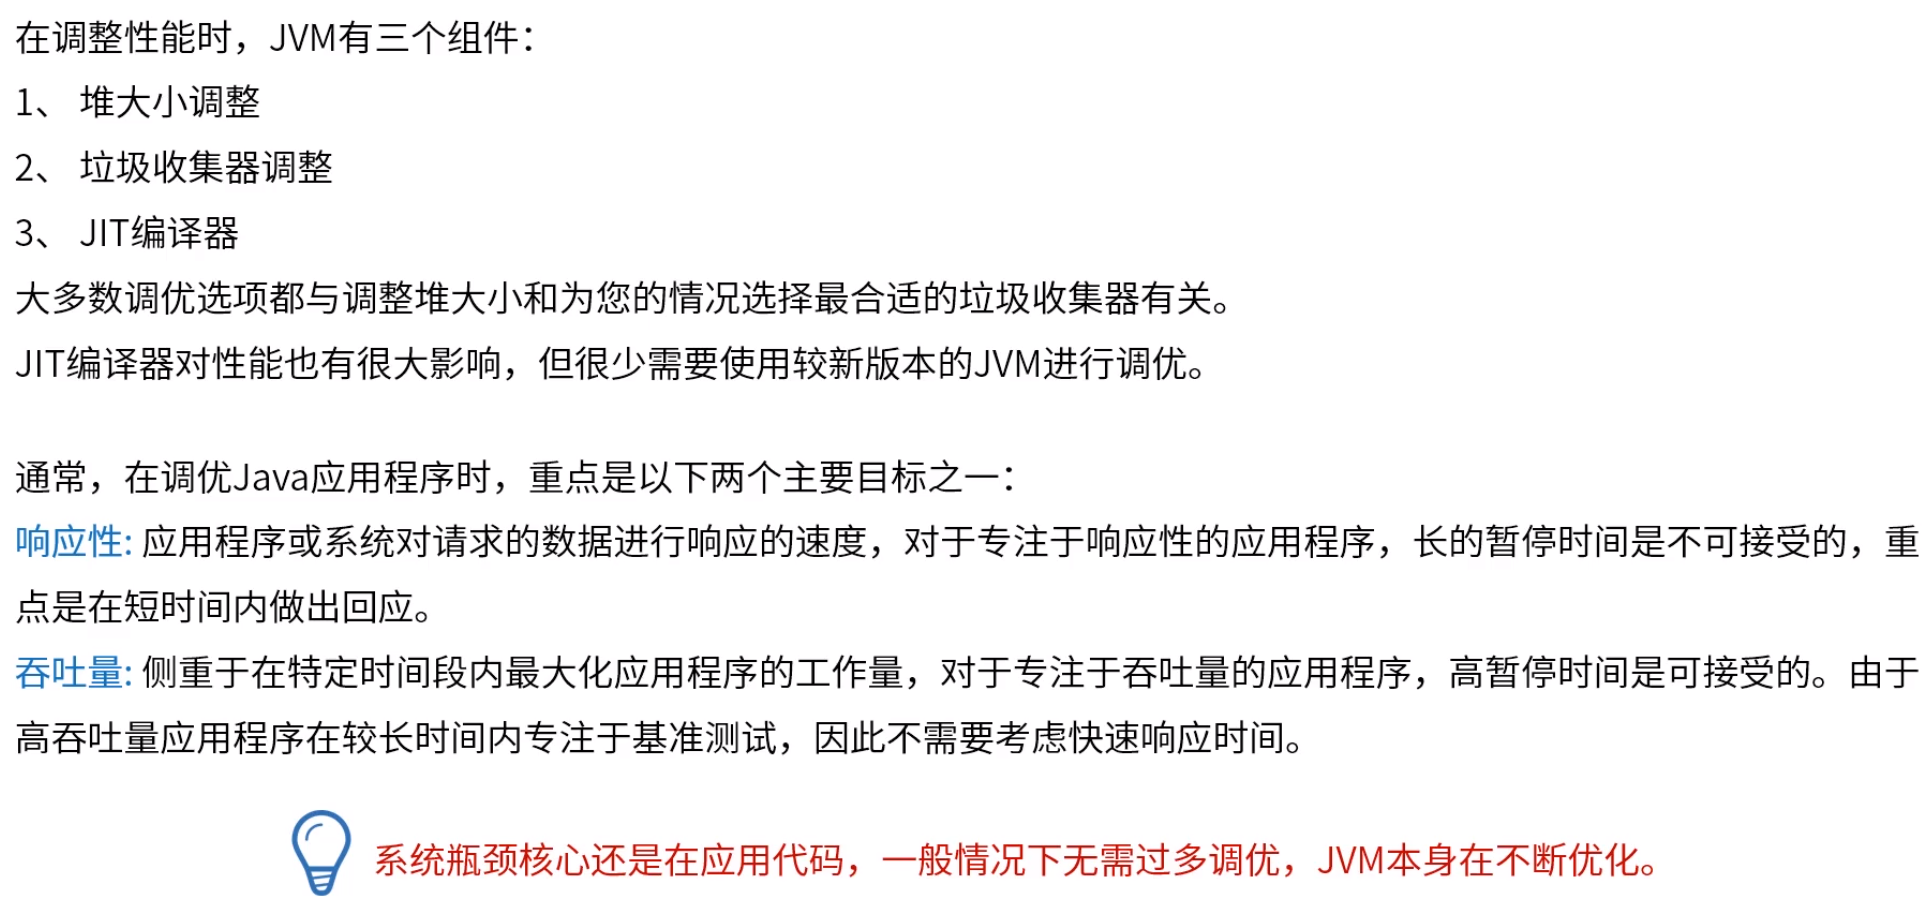 在调整性能时，JVM有三个组件：
1、 堆大小调整
2、 垃圾收集器调整
3、 JIT编译器
大多数调优选项都与调整堆大小和为您的情况选择最合适的垃圾收集器有关。
JIT编译器对性能也有很大影响，但很少需要使用较新版本的JVM进行调优。
通常，在调优Java应用程序时，重点是以下两个主要目标之一：
响应性: 应用程序或系统对请求的数据进行响应的速度，对于专注于响应性的应用程序，长的暂停时间是不可接受的，重
点是在短时间内做出回应。
吞吐量: 侧重于在特定时间段内最大化应用程序的工作量，对于专注于吞吐量的应用程序，高暂停时间是可接受的。由于
高吞吐量应用程序在较长时间内专注于基准测试，因此不需要考虑快速响应时间。
系统瓶颈核心还是在应用代码，一般情况下无需过多调优，JVM本身在不断优化。